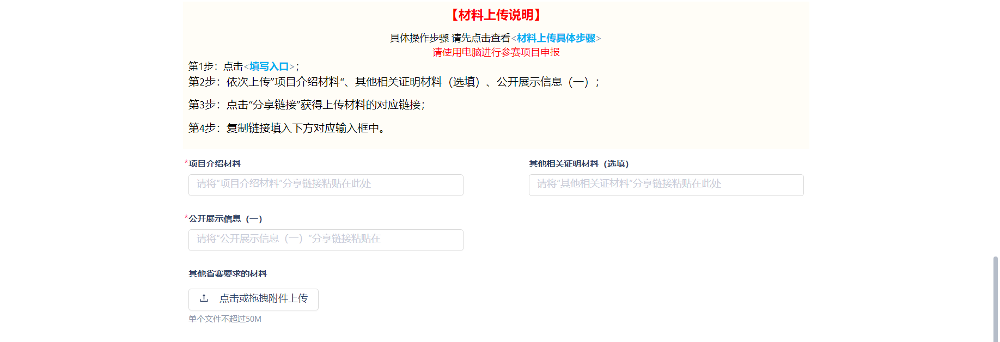 【材料上传说明】
具体操作步骤 请先点击查看<材料上传具体步骤>
请使用电脑进行参赛项目申报
第1步：点击<填写入口>；
第2步：依次上传”项目介绍材料“、其他相关证明材料（选填）、公开展示信息（一）；
第3步：点击“分享链接”获得上传材料的对应链接；
第4步：复制链接填入下方对应输入框中。
*项目介绍材料
其他相关证明材料（选填）
请将“项目介绍材料”分享链接粘贴在此处
请将“其他相关证材料”分享链接粘贴在此处
*公开展示信息（一）
请将“公开展示信息（一）”分享链接粘贴在
其他省赛要求的材料
点击或拖拽附件上传
单个文件不超过50M